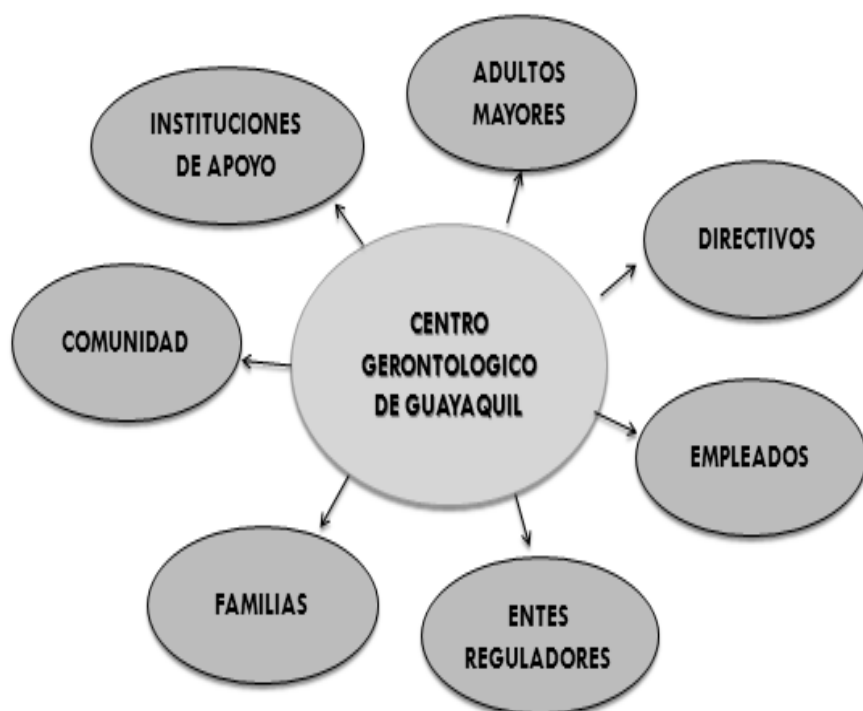 ADULTOS
MAYORES
INSTITUCIONES
DE APOYO
DIRECTIVOS
COMUNIDAD
CENTRO
GERONTOLOGICO
DE GUAYAQUIL
EMPLEADOS
FAMILIAS
ENTES
REGULADORES